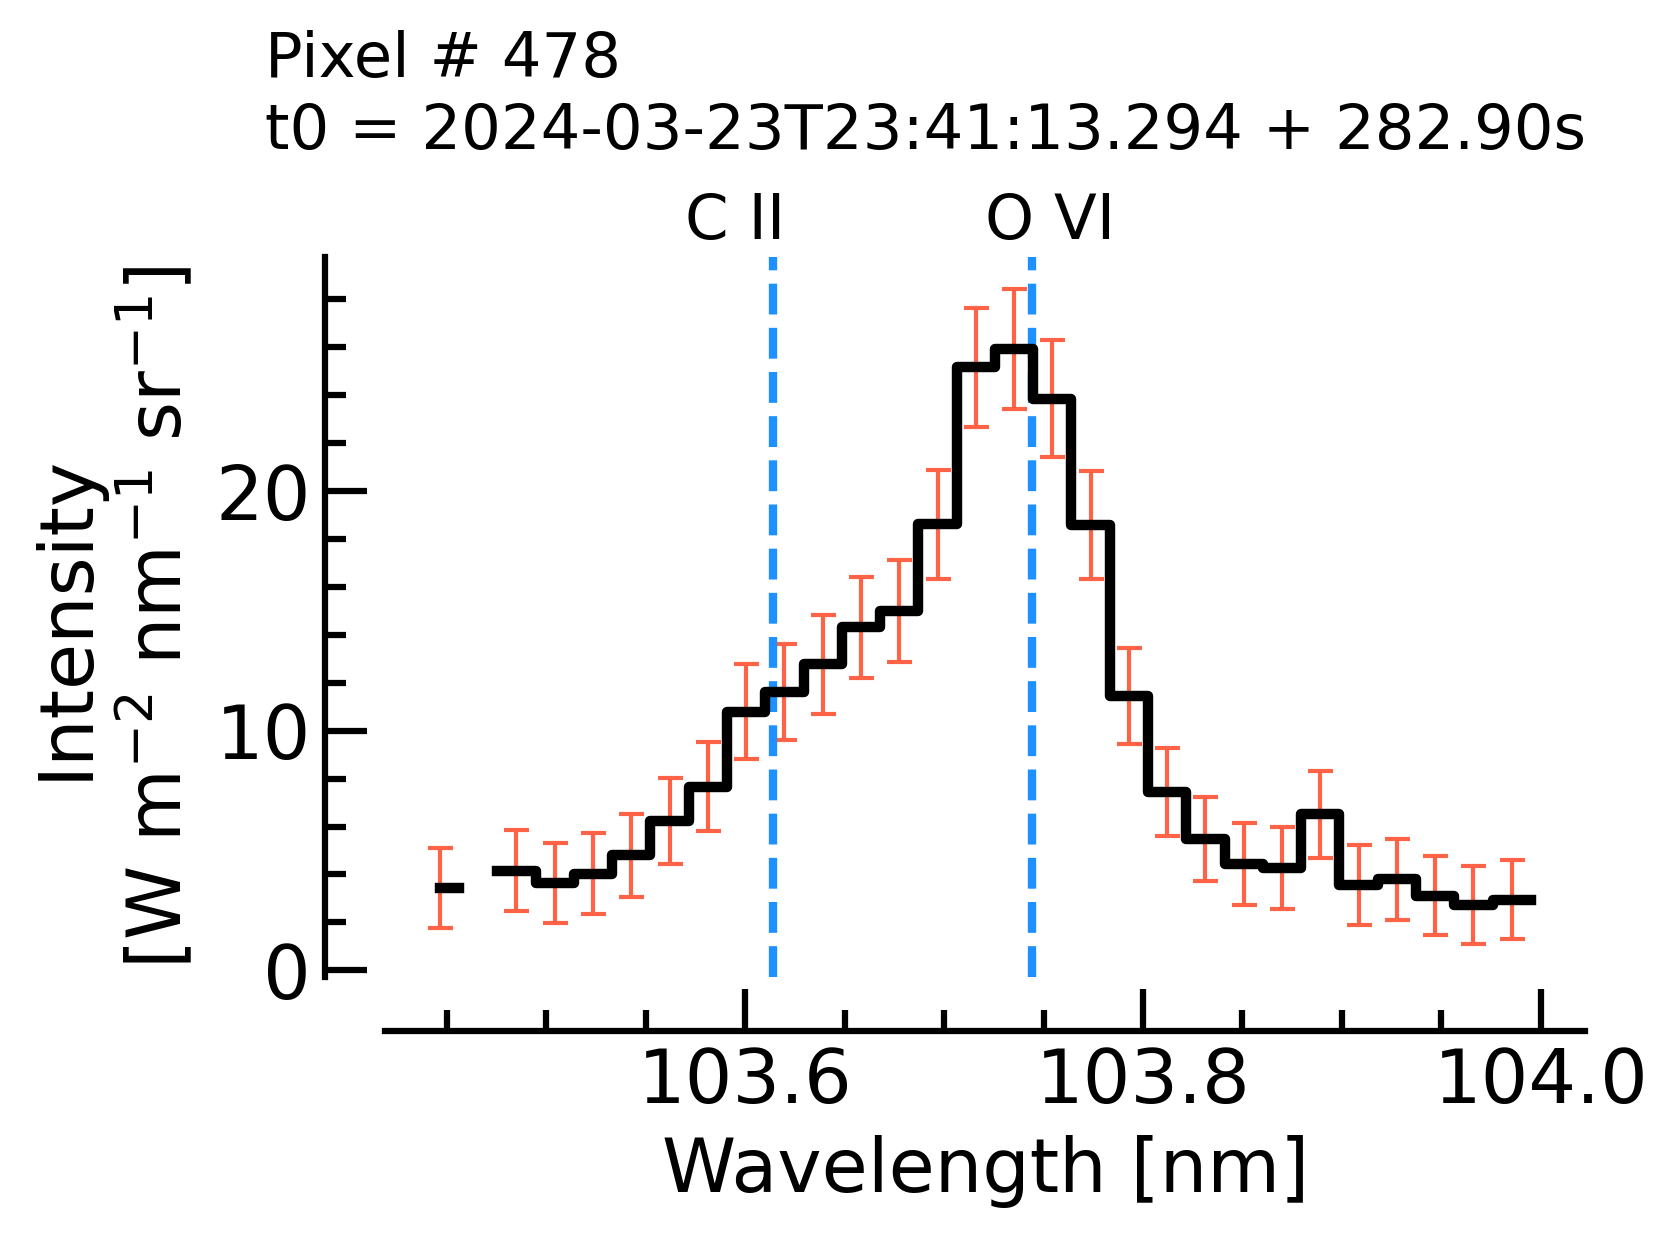 Pixel # 478
t0 = 2024-03-23T23:41:13.294 + 282.90s
C II O VI
Intensity
[W m⁻² nm⁻¹ sr⁻¹]
20
10
0
103.6 103.8 104.0
Wavelength [nm]